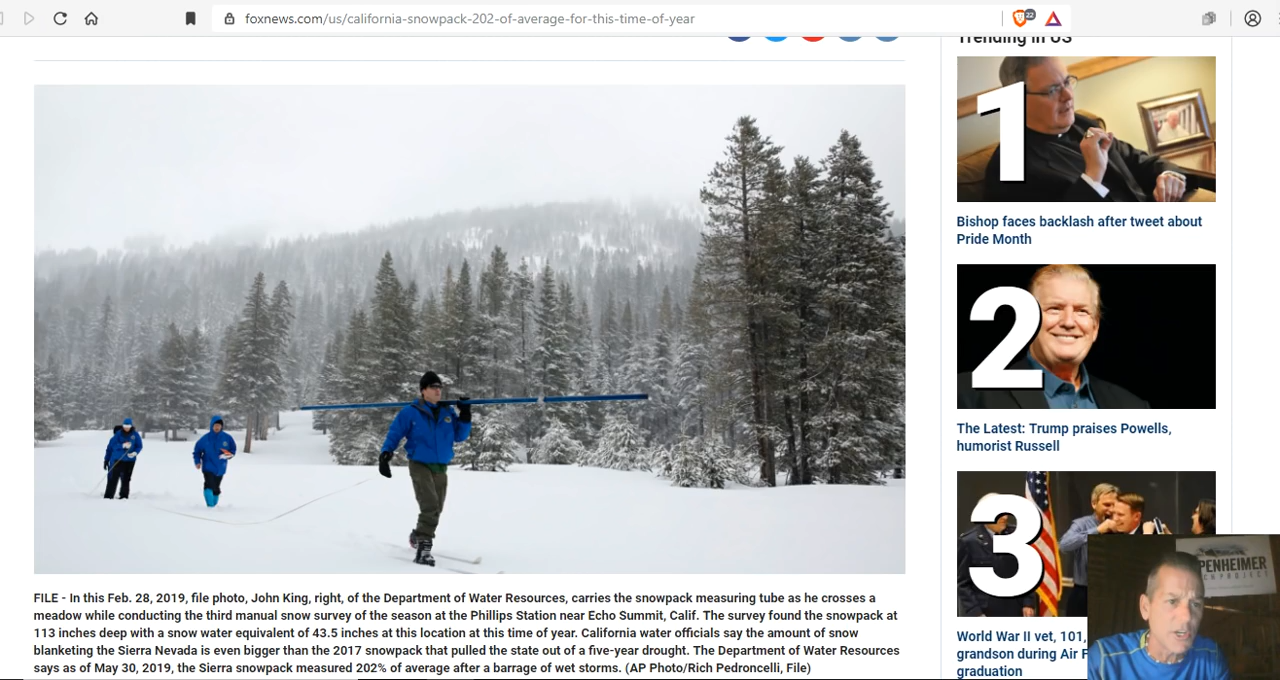 foxnews.com/us/california-snowpack-202-of-average-for-this-time-of-year
22
Trending in US
1
Bishop faces backlash after tweet about
Pride Month
2
The Latest: Trump praises Powells,
humorist Russell
3
World War II vet, 101,
grandson during Air F
graduation
FILE - In this Feb. 28, 2019, file photo, John King, right, of the Department of Water Resources, carries the snowpack measuring tube as he crosses a
meadow while conducting the third manual snow survey of the season at the Phillips Station near Echo Summit, Calif. The survey found the snowpack at
113 inches deep with a snow water equivalent of 43.5 inches at this location at this time of year. California water officials say the amount of snow
blanketing the Sierra Nevada is even bigger than the 2017 snowpack that pulled the state out of a five-year drought. The Department of Water Resources
says as of May 30, 2019, the Sierra snowpack measured 202% of average after a barrage of wet storms. (AP Photo/Rich Pedroncelli, File)
PENHEIMER
CH PROJECT